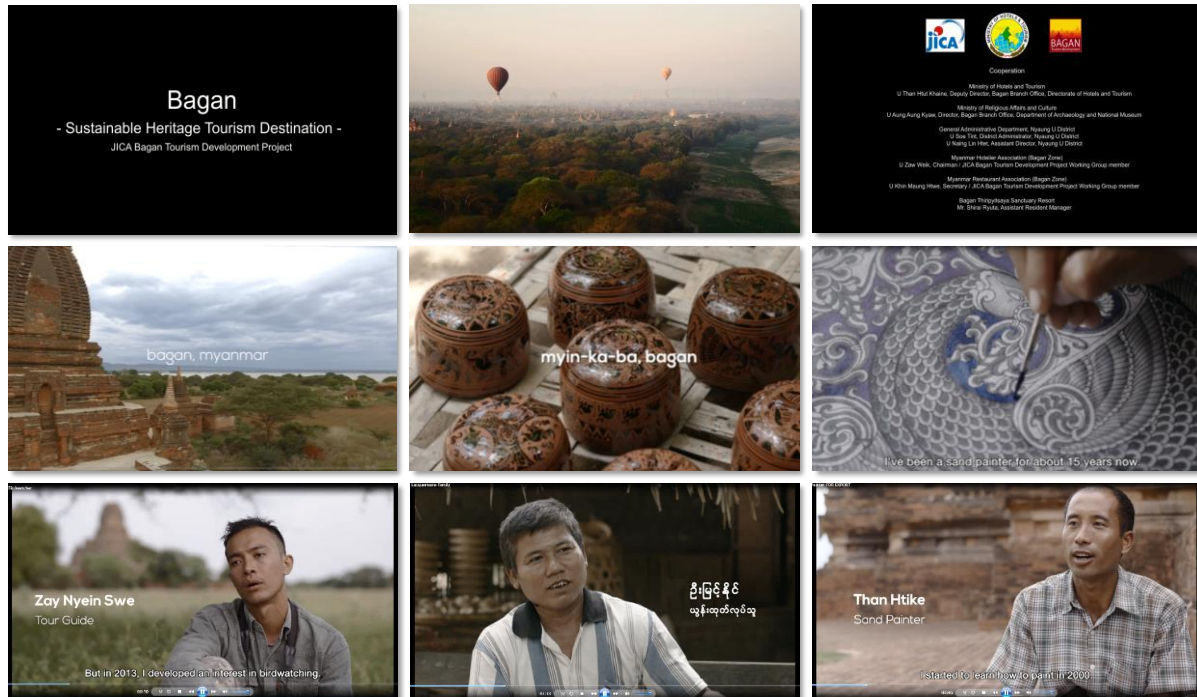 Bagan
- Sustainable Heritage Tourism Destination -
JICA Bagan Tourism Development Project
jica
MINISTRY OF HOTELS & TOURISM
BAGAN
Cooperation
Ministry of Hotels and Tourism
U Than Htut Khaine, Deputy Director, Bagan Branch Office, Directorate of Hotels and Tourism
Ministry of Religious Affairs and Culture
U Aung Aung Kyaw, Director, Bagan Branch Office, Department of Archaeology and National Museum
General Administrative Department, Nyaung U District
U Soe Tint, District Administrator, Nyaung U District
U Naing Lin Htet, Assistant Director, Nyaung U District
Myanmar Hotelier Association (Bagan Zone)
U Zaw Weik, Chairman / JICA Bagan Tourism Development Project Working Group member
Myanmar Restaurant Association (Bagan Zone)
U Khin Maung Htwe, Secretary / JICA Bagan Tourism Development Project Working Group member
Bagan Thiripyitsaya Sanctuary Resort
Mr. Shirai Ryuta, Assistant Resident Manager
bagan, myanmar
myin-ka-ba, bagan
I've been a sand painter for about 15 years now
Zay Nyein Swe
Tour Guide
But in 2013, I developed an interest in birdwatching.
ဦးမြင့်နိုင်
ယွန်းထုတ်လုပ်သူ
Than Htike
Sand Painter
I started to learn how to paint in 2000.